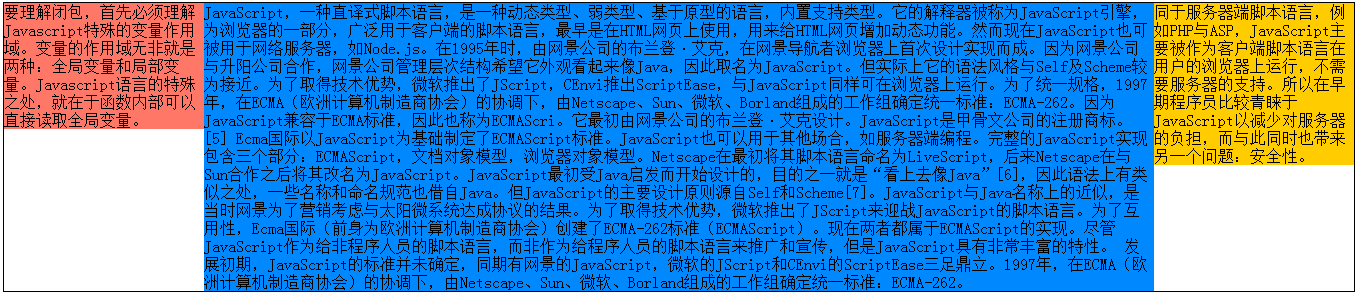 要理解闭包，首先必须理解
Javascript特殊的变量作用
域。变量的作用域无非就是
两种：全局变量和局部变
量。Javascript语言的特殊
之处，就在于函数内部可以
直接读取全局变量。
JavaScript，一种直译式脚本语言，是一种动态类型、弱类型、基于原型的语言，内置支持类型。它的解释器被称为JavaScript引擎，
为浏览器的一部分，广泛用于客户端的脚本语言，最早是在HTML网页上使用，用来给HTML网页增加动态功能。然而现在JavaScript也可
被用于网络服务器，如Node.js。在1995年时，由网景公司的布兰登·艾克，在网景导航者浏览器上首次设计实现而成。因为网景公司
与升阳公司合作，网景公司管理层次结构希望它外观看起来像Java，因此取名为JavaScript。但实际上它的语法风格与Self及Scheme较
为接近。为了取得技术优势，微软推出了JScript，CEnvi推出ScriptEase，与JavaScript同样可在浏览器上运行。为了统一规格，1997
年，在ECMA（欧洲计算机制造商协会）的协调下，由Netscape、Sun、微软、Borland组成的工作组确定统一标准：ECMA-262。因为
JavaScript兼容于ECMA标准，因此也称为ECMAScri。它最初由网景公司的布兰登·艾克设计。JavaScript是甲骨文公司的注册商标。
[5] Ecma国际以JavaScript为基础制定了ECMAScript标准。JavaScript也可以用于其他场合，如服务器端编程。完整的JavaScript实现
包含三个部分：ECMAScript，文档对象模型，浏览器对象模型。Netscape在最初将其脚本语言命名为LiveScript，后来Netscape在与
Sun合作之后将其改名为JavaScript。JavaScript最初受Java启发而开始设计的，目的之一就是“看上去像Java”[6]，因此语法上有类
似之处，一些名称和命名规范也借自Java。但JavaScript的主要设计原则源自Self和Scheme[7]。JavaScript与Java名称上的近似，是
当时网景为了营销考虑与太阳微系统达成协议的结果。为了取得技术优势，微软推出了JScript来迎战JavaScript的脚本语言。为了互
用性，Ecma国际（前身为欧洲计算机制造商协会）创建了ECMA-262标准（ECMAScript）。现在两者都属于ECMAScript的实现。尽管
JavaScript作为给非程序人员的脚本语言，而非作为给程序人员的脚本语言来推广和宣传，但是JavaScript具有非常丰富的特性。 发
展初期，JavaScript的标准并未确定，同期有网景的JavaScript，微软的JScript和CEnvi的ScriptEase三足鼎立。1997年，在ECMA（欧
洲计算机制造商协会）的协调下，由Netscape、Sun、微软、Borland组成的工作组确定统一标准：ECMA-262。
同于服务器端脚本语言，例
如PHP与ASP，JavaScript主
要被作为客户端脚本语言在
用户的浏览器上运行，不需
要服务器的支持。所以在早
期程序员比较青睐于
JavaScript以减少对服务器
的负担，而与此同时也带来
另一个问题：安全性。